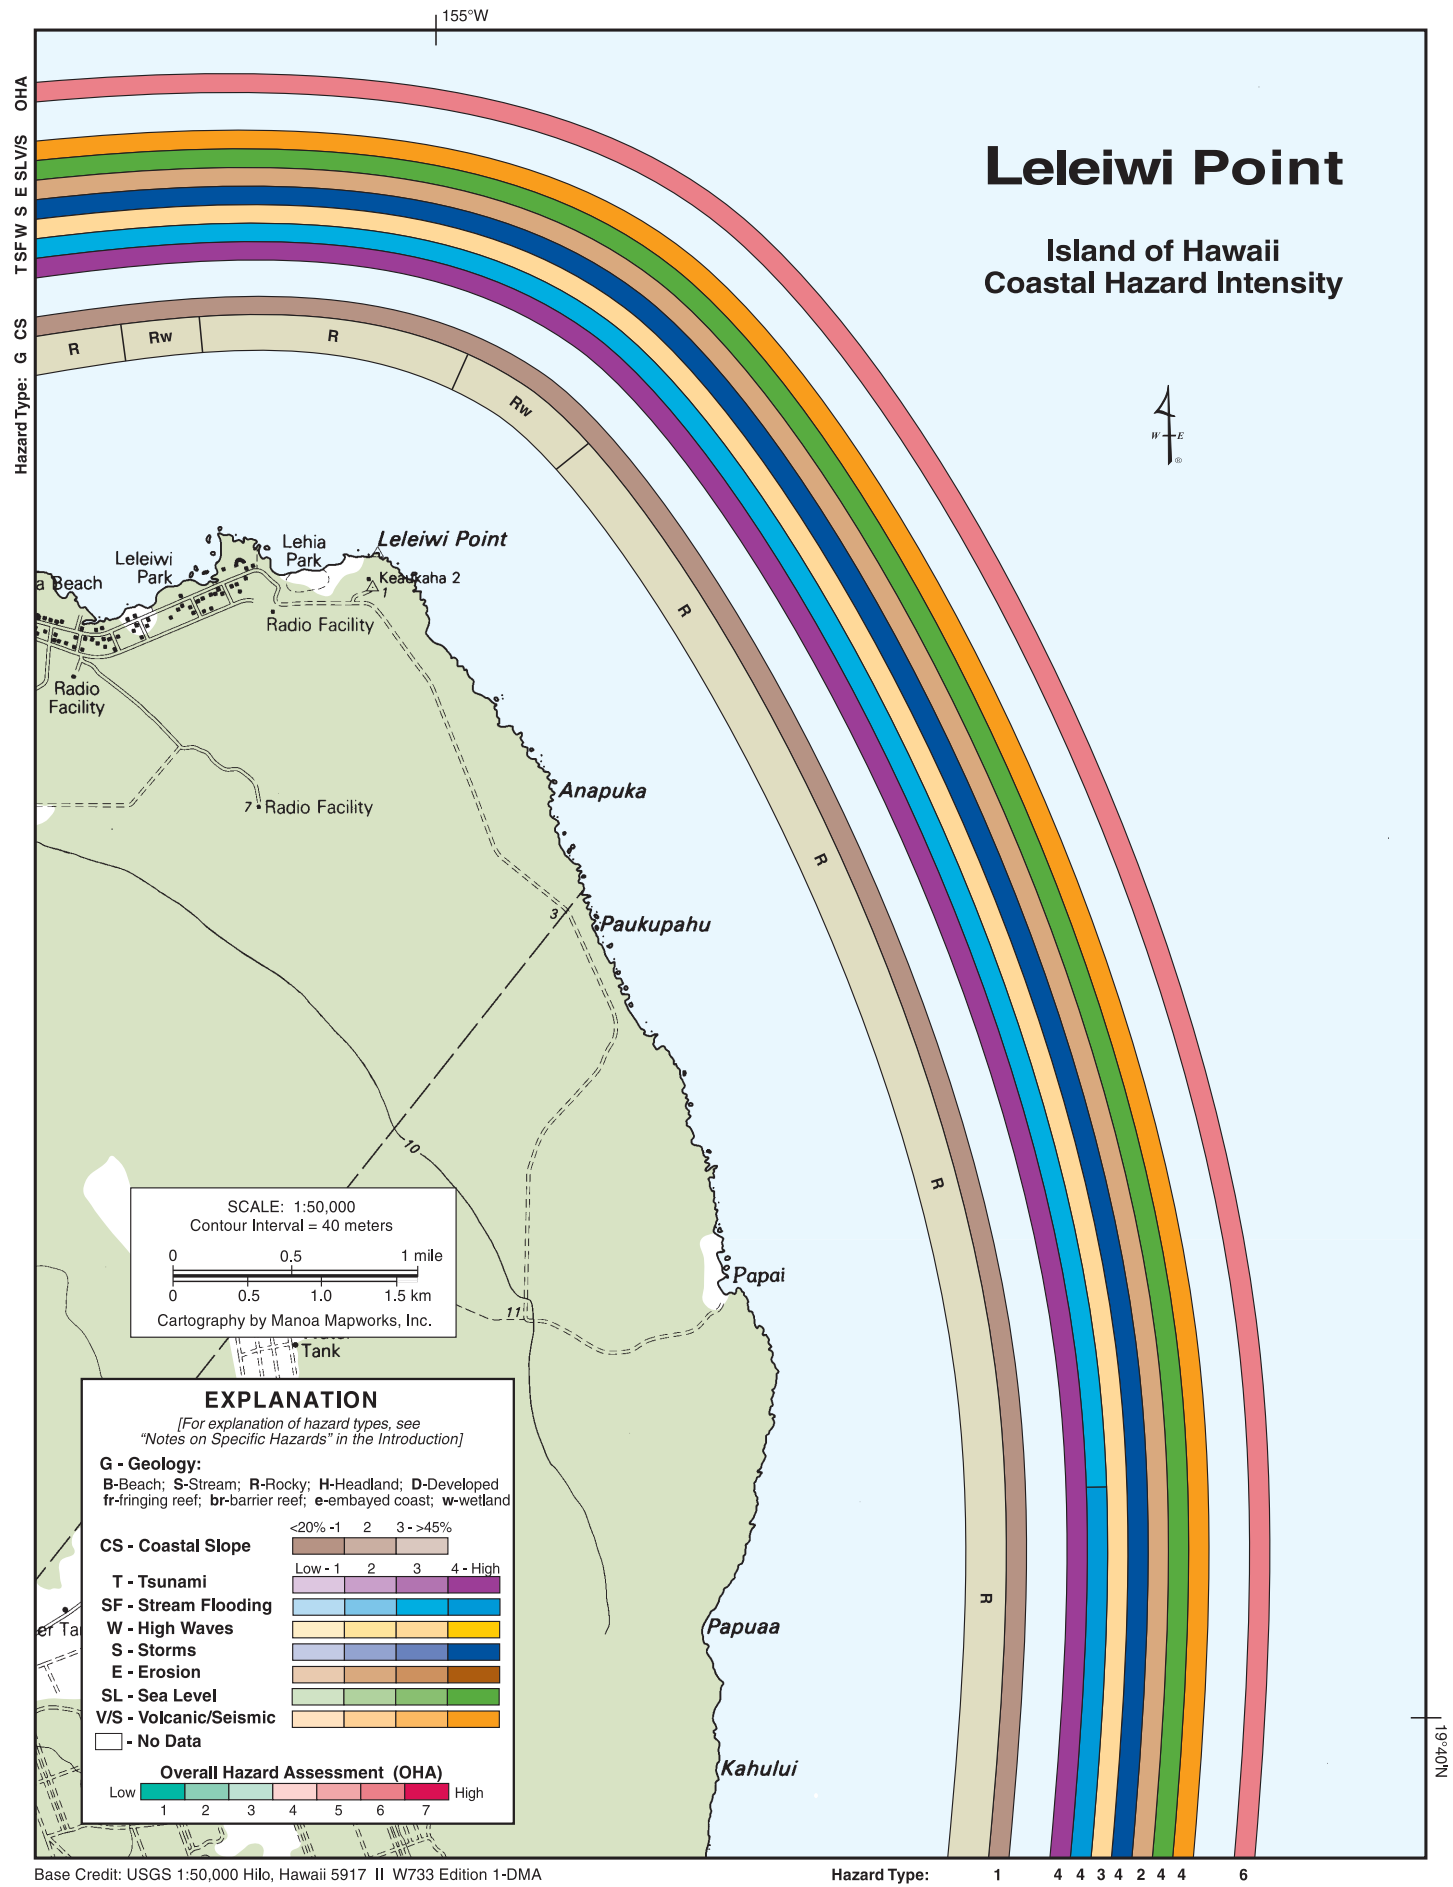 155°W
OHA
V/S
SL
E
S
W
SF
T
CS
G
Hazard Type:
Leleiwi Point
Island of Hawaii
Coastal Hazard Intensity
W E
®
R
Rw
R
Rw
R
R
R
R
Leleiwi Point
Lehia
Park
Leleiwi
Park
a Beach
Keaukaha 2
1
Radio Facility
Radio
Facility
7 Radio Facility
Anapuka
3
Paukupahu
10
Papai
11
Tank
Papuaa
Kahului
19°40'N
SCALE: 1:50,000
Contour Interval = 40 meters
0 0.5 1 mile
0 0.5 1.0 1.5 km
Cartography by Manoa Mapworks, Inc.
EXPLANATION
[For explanation of hazard types, see
“Notes on Specific Hazards” in the Introduction]
G - Geology:
B-Beach; S-Stream; R-Rocky; H-Headland; D-Developed
fr-fringing reef; br-barrier reef; e-embayed coast; w-wetland
<20% -1 2 3 - >45%
CS - Coastal Slope
Low - 1 2 3 4 - High
T - Tsunami
SF - Stream Flooding
W - High Waves
S - Storms
E - Erosion
SL - Sea Level
V/S - Volcanic/Seismic
- No Data
Overall Hazard Assessment (OHA)
Low High
1 2 3 4 5 6 7
er Ta
Base Credit: USGS 1:50,000 Hilo, Hawaii 5917 II W733 Edition 1-DMA
Hazard Type: 1 4 4 3 4 2 4 4 6